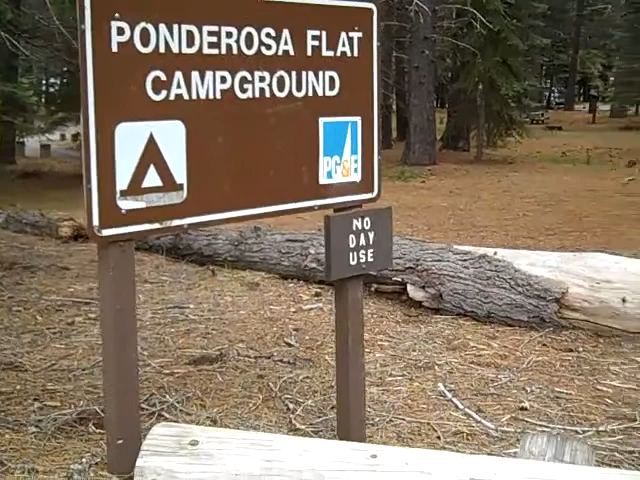 PONDEROSA FLAT
CAMPGROUND
PG&E
NO
DAY
USE